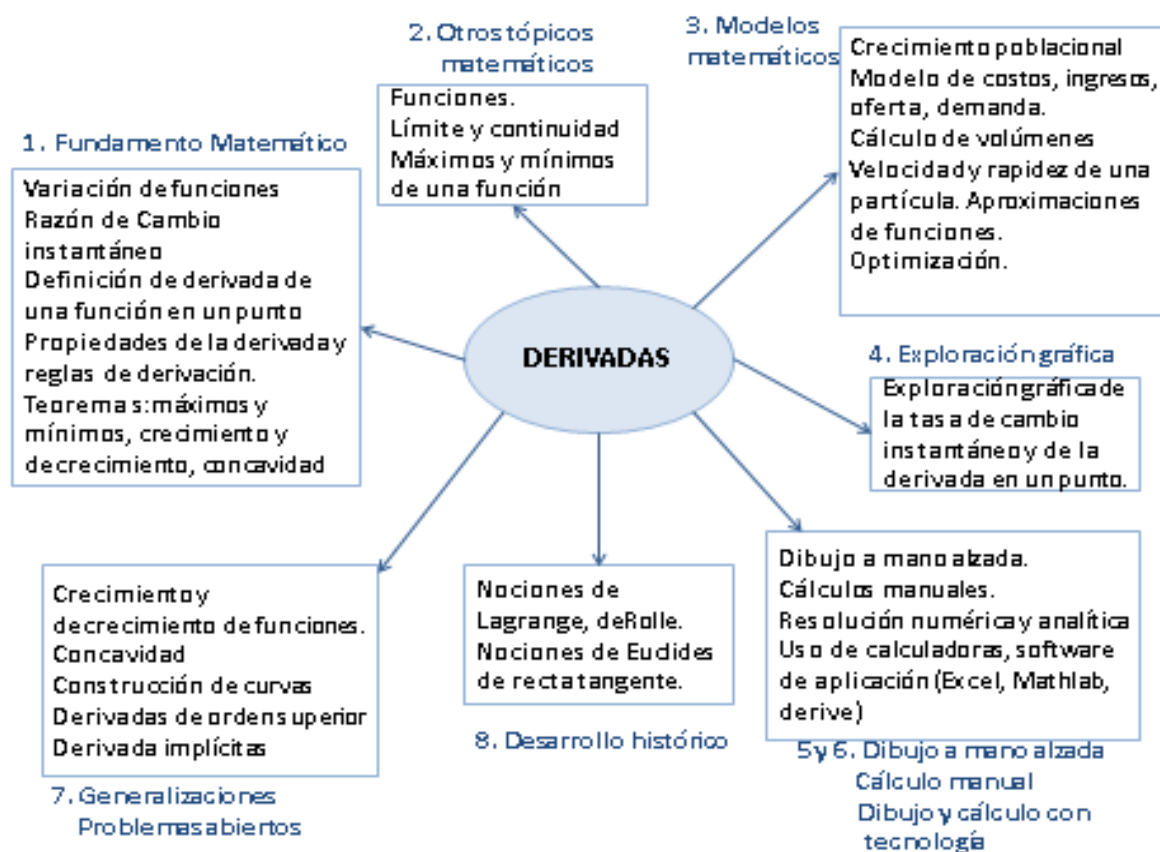 2. Otros tópicos
matemáticos
Funciones.
Límite y continuidad
Máximos y mínimos
de una función
3. Modelos
matemáticos
Crecimiento poblacional
Modelo de costos, ingresos,
oferta, demanda.
Cálculo de volúmenes
Velocidad y rapidez de una
partícula. Aproximaciones
de funciones.
Optimización.
1. Fundamento Matemático
Variación de funciones
Razón de Cambio
instantáneo
Definición de derivada de
una función en un punto
Propiedades de la derivada y
reglas de derivación.
Teoremas: máximos y
mínimos, crecimiento y
decrecimiento, concavidad
DERIVADAS
4. Exploración gráfica
Exploración gráfica de
la tasa de cambio
instantáneo y de la
derivada en un punto.
Crecimiento y
decrecimiento de funciones.
Concavidad
Construcción de curvas
Derivadas de orden superior
Derivada implícitas
7. Generalizaciones
Problemas abiertos
Nociones de
Lagrange, deRolle.
Nociones de Euclides
de recta tangente.
8. Desarrollo histórico
Dibujo a mano alzada.
Cálculos manuales.
Resolución numérica y analítica
Uso de calculadoras, software
de aplicación (Excel, Mathlab,
derive)
5 y 6. Dibujo a mano alzada
Cálculo manual
Dibujo y cálculo con
tecnología